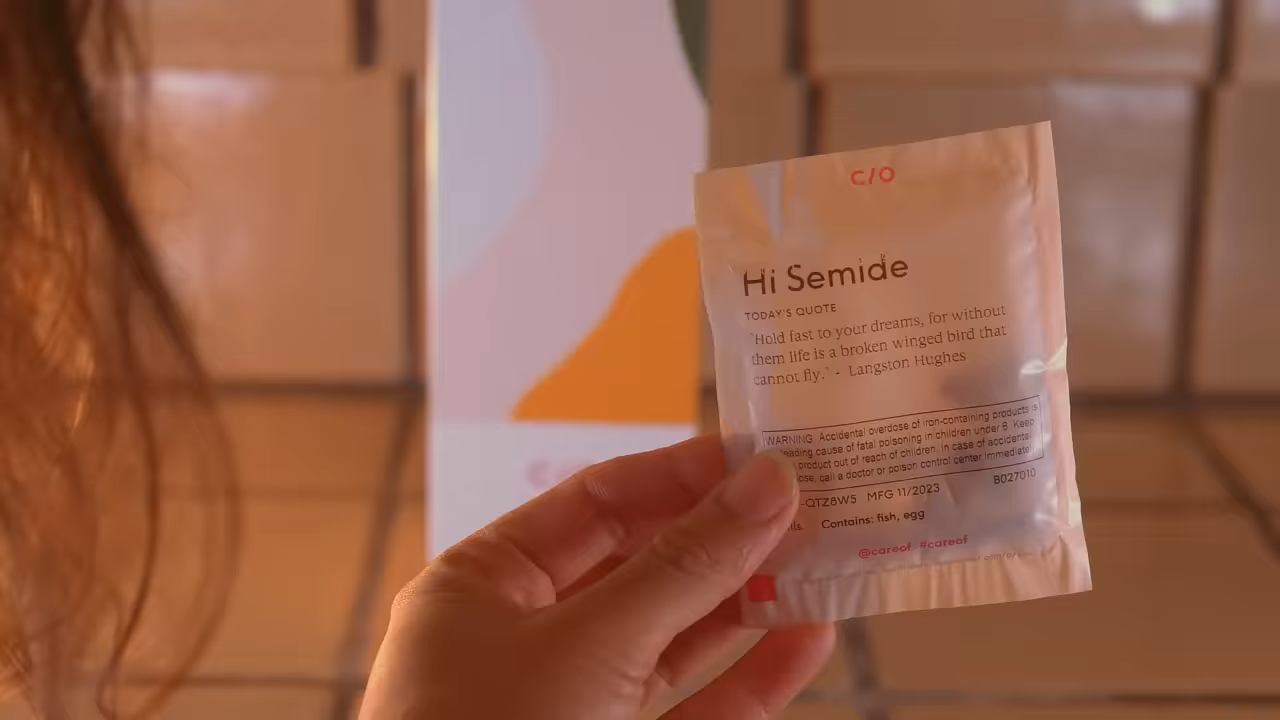 C/O
Hi Semide
TODAY'S QUOTE
"Hold fast to your dreams, for without
them life is a broken winged bird that
cannot fly." - Langston Hughes
WARNING Accidental overdose of iron-containing products is
leading cause of fatal poisoning in children under 6. Keep
product out of reach of children. In case of accidental
call a doctor or poison control center immediately
-QTZ8W5 MFG 11/2023 B027010
Contains: fish, egg
@careof #careof